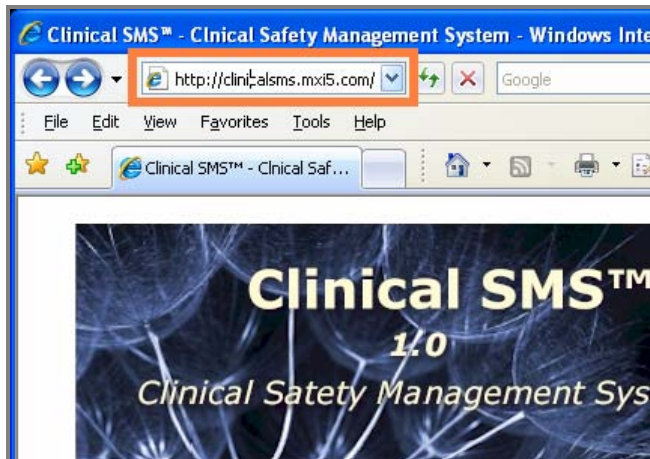 Clinical SMS™ - Clnical Safety Management System - Windows Inte
http://clinicalsms.mxi5.com/
Google
File Edit View Favorites Tools Help
Clinical SMS™ - Clnical Saf...
Clinical SMS™
1.0
Clinical Satety Management Sys